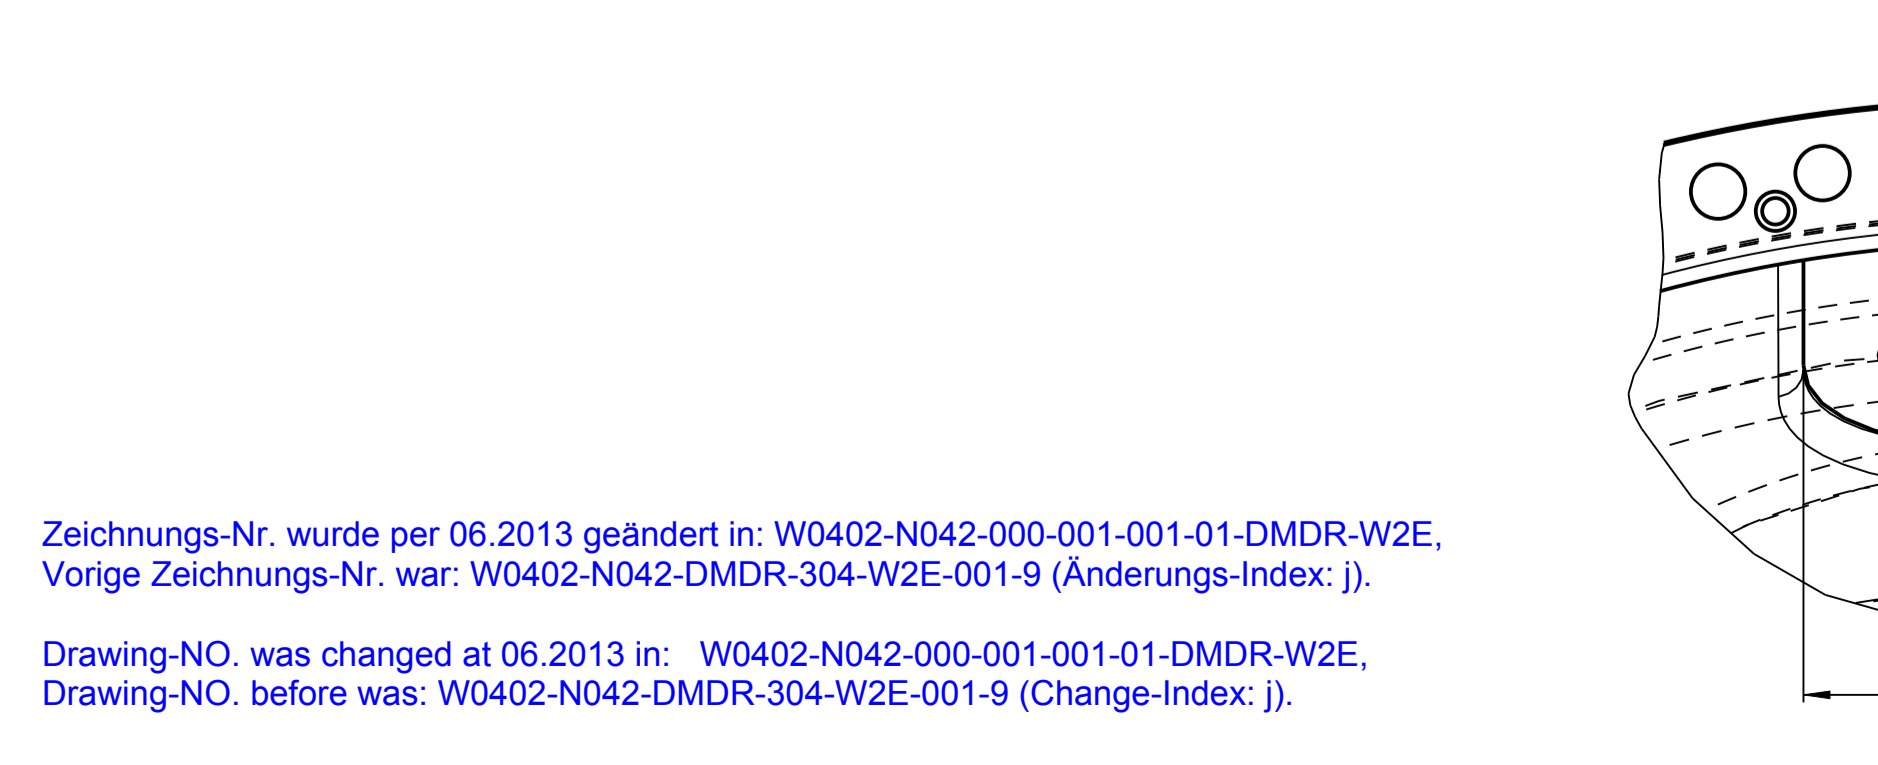 Zeichnungs-Nr. wurde per 06.2013 geändert in: W0402-N042-000-001-001-01-DMDR-W2E,
Vorige Zeichnungs-Nr. war: W0402-N042-DMDR-304-W2E-001-9 (Änderungs-Index: j).
Drawing-NO. was changed at 06.2013 in: W0402-N042-000-001-001-01-DMDR-W2E,
Drawing-NO. before was: W0402-N042-DMDR-304-W2E-001-9 (Change-Index: j).